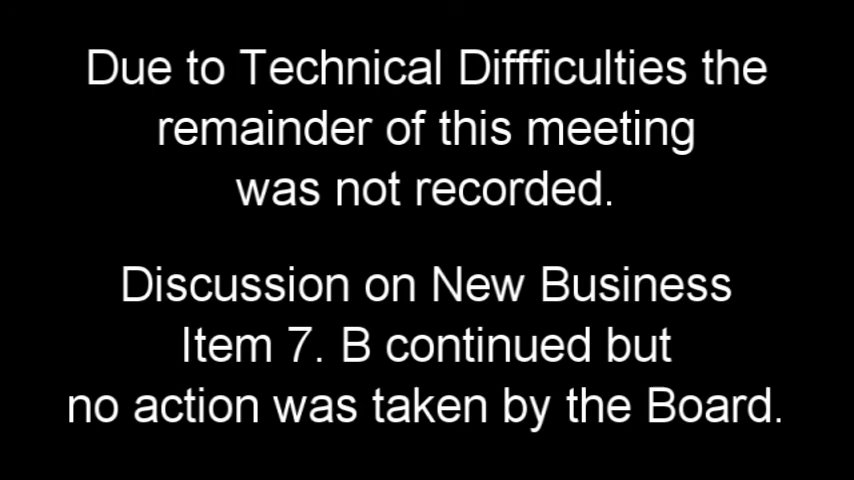 Due to Technical Diffficulties the
remainder of this meeting
was not recorded.
Discussion on New Business
Item 7. B continued but
no action was taken by the Board.